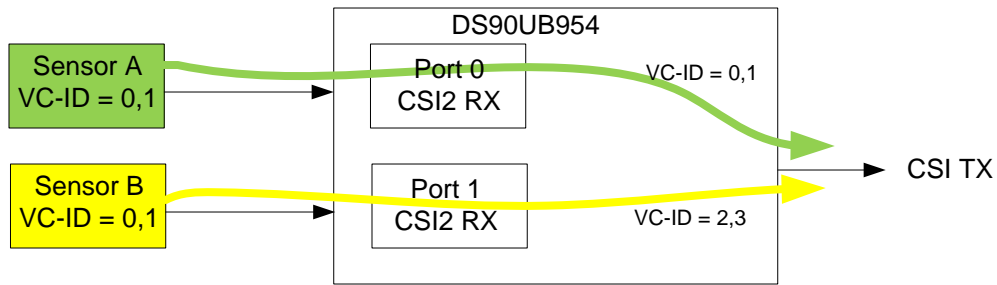 DS90UB954
Sensor A
VC-ID = 0,1
Port 0
CSI2 RX
VC-ID = 0,1
CSI TX
Sensor B
VC-ID = 0,1
Port 1
CSI2 RX
VC-ID = 2,3